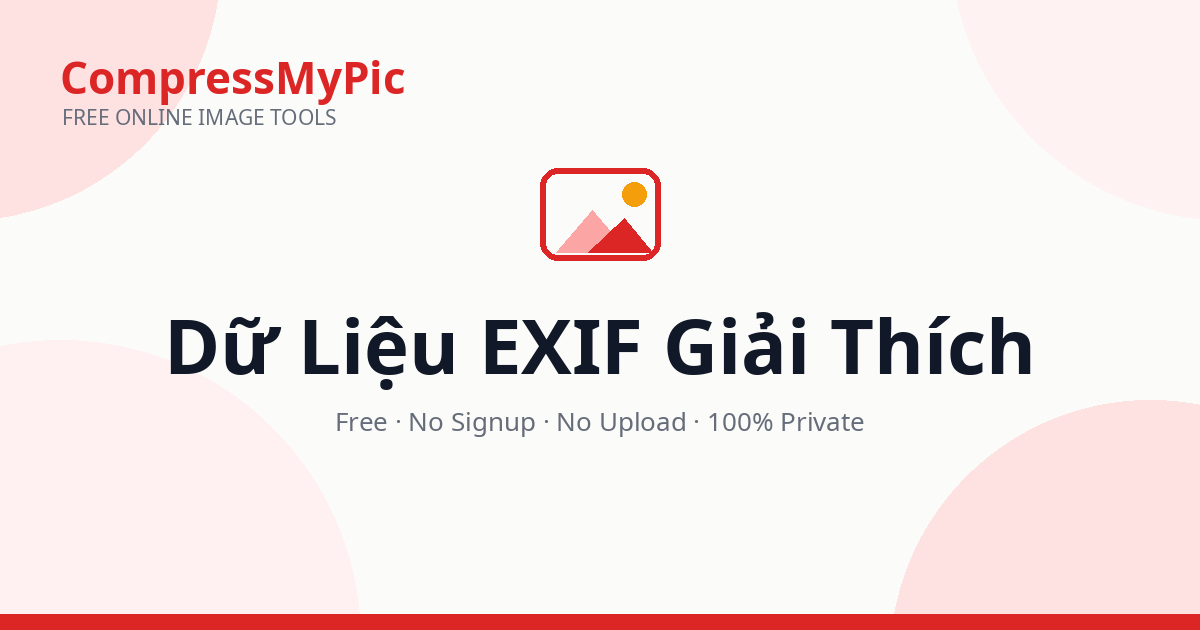 CompressMyPic
FREE ONLINE IMAGE TOOLS
Dữ Liệu EXIF Giải Thích
Free · No Signup · No Upload · 100% Private